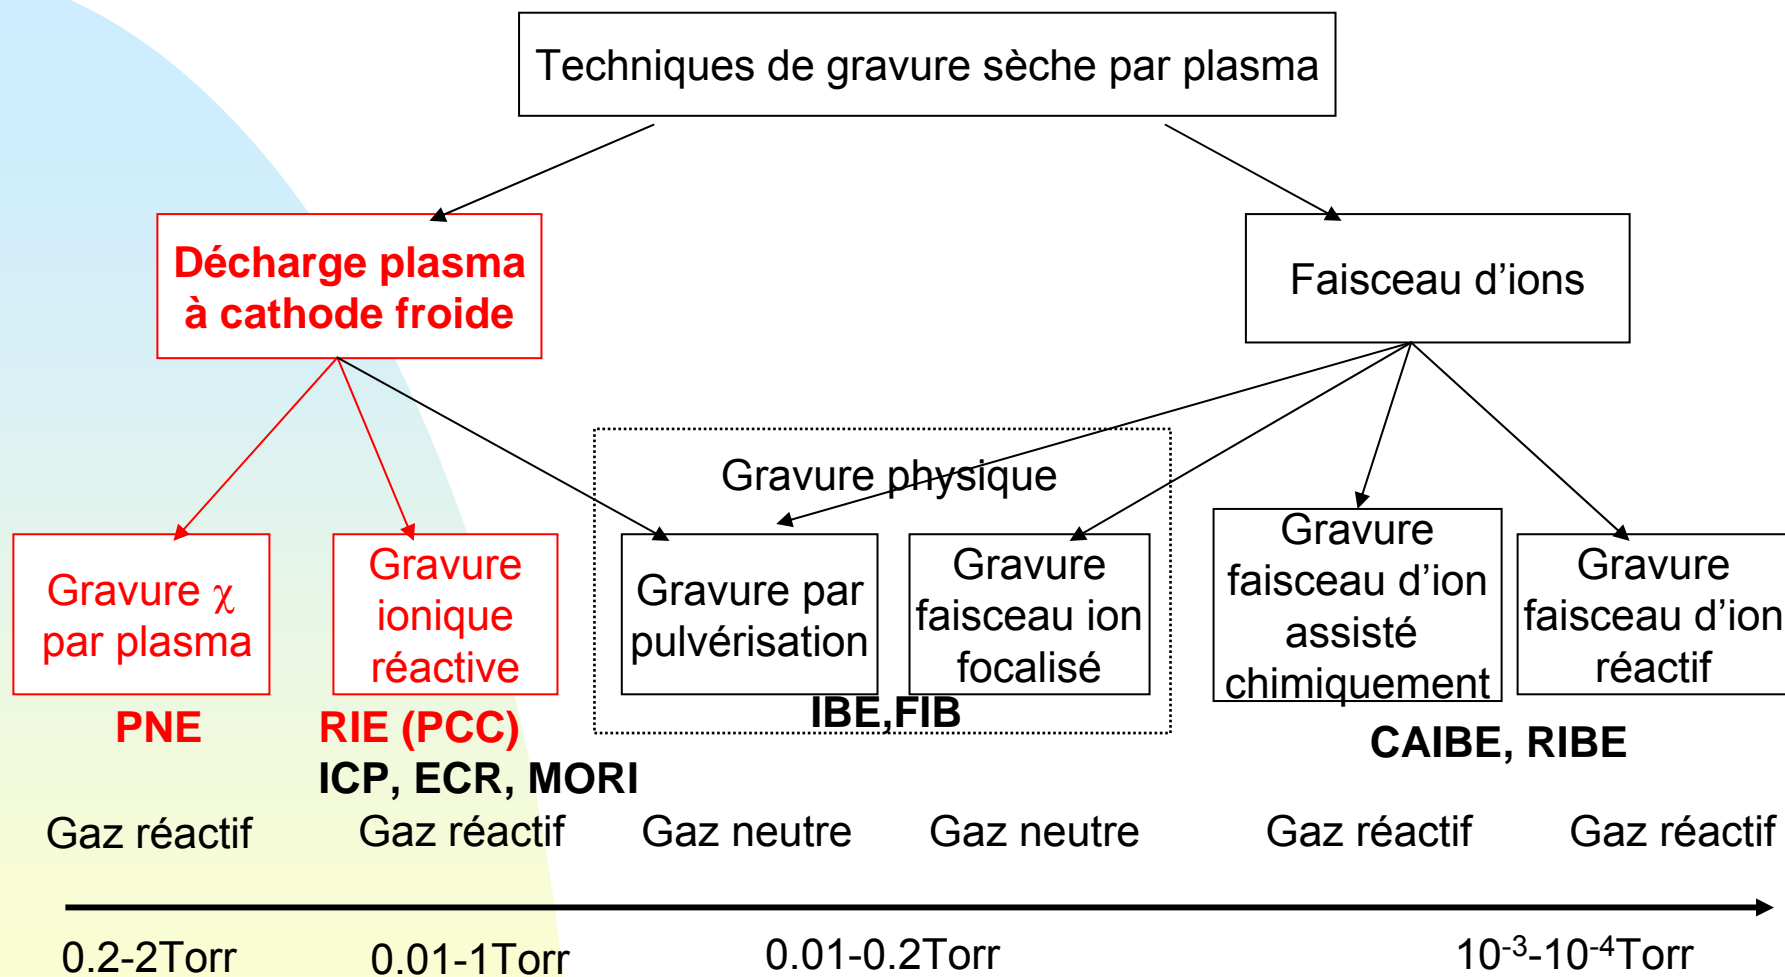 Techniques de gravure sèche par plasma
Décharge plasma
à cathode froide
Faisceau d’ions
Gravure physique
Gravure χ
par plasma
Gravure
ionique
réactive
Gravure par
pulvérisation
Gravure
faisceau ion
focalisé
Gravure
faisceau d’ion
assisté
chimiquement
Gravure
faisceau d’ion
réactif
PNE
RIE (PCC)
ICP, ECR, MORI
IBE,FIB
CAIBE, RIBE
Gaz réactif
Gaz réactif
Gaz neutre
Gaz neutre
Gaz réactif
Gaz réactif
0.2-2Torr
0.01-1Torr
0.01-0.2Torr
10⁻³-10⁻⁴Torr